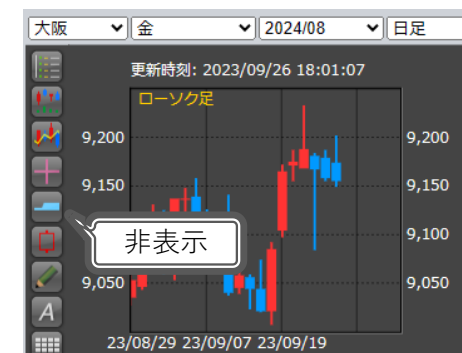 大阪 金 2024/08 日足
更新時刻: 2023/09/26 18:01:07
ローソク足
9,200 9,200
9,150 9,150
9,100
非表示
9,050 9,050
A
23/08/29 23/09/07 23/09/19